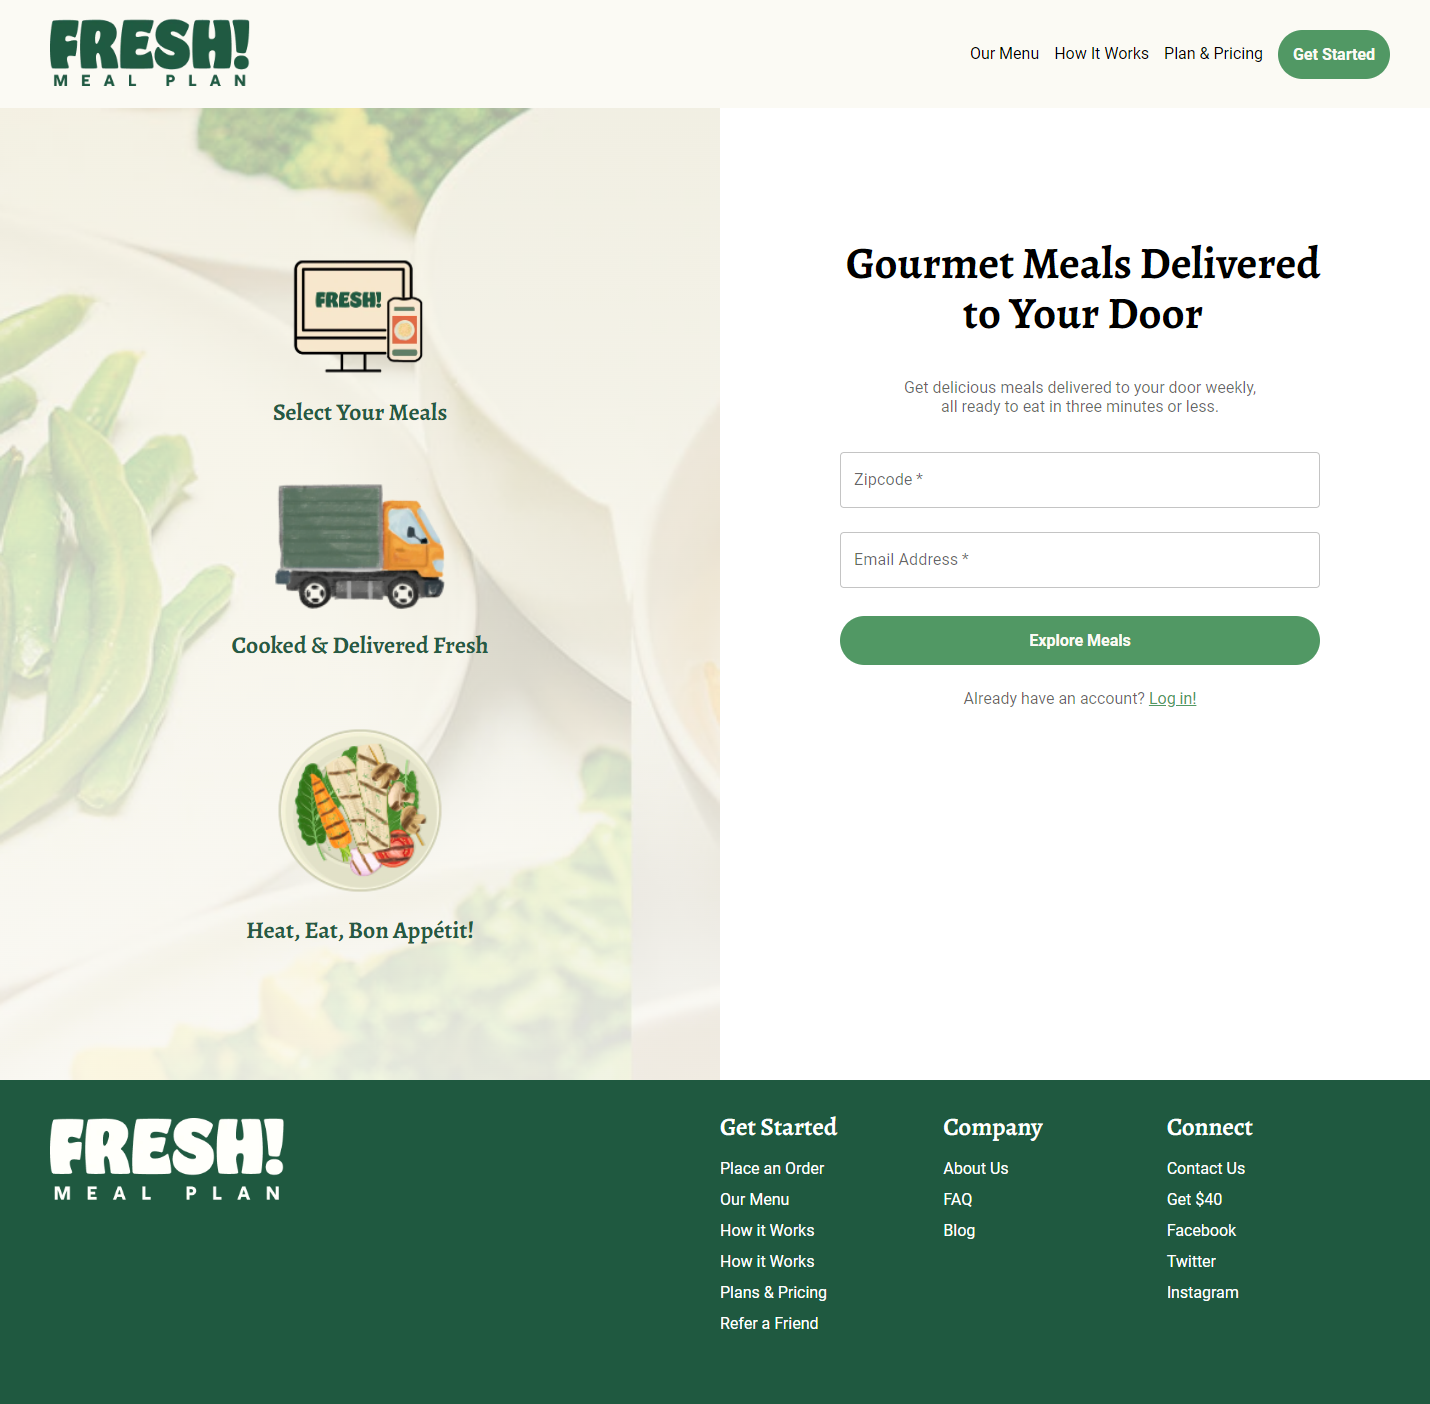 FRESH!
MEAL PLAN
Our Menu How It Works Plan & Pricing Get Started
FRESH!
Select Your Meals
Cooked & Delivered Fresh
Heat, Eat, Bon Appétit!
Gourmet Meals Delivered
to Your Door
Get delicious meals delivered to your door weekly,
all ready to eat in three minutes or less.
Zipcode *
Email Address *
Explore Meals
Already have an account? Log in!
FRESH!
MEAL PLAN
Get Started
Place an Order
Our Menu
How it Works
How it Works
Plans & Pricing
Refer a Friend
Company
About Us
FAQ
Blog
Connect
Contact Us
Get $40
Facebook
Twitter
Instagram